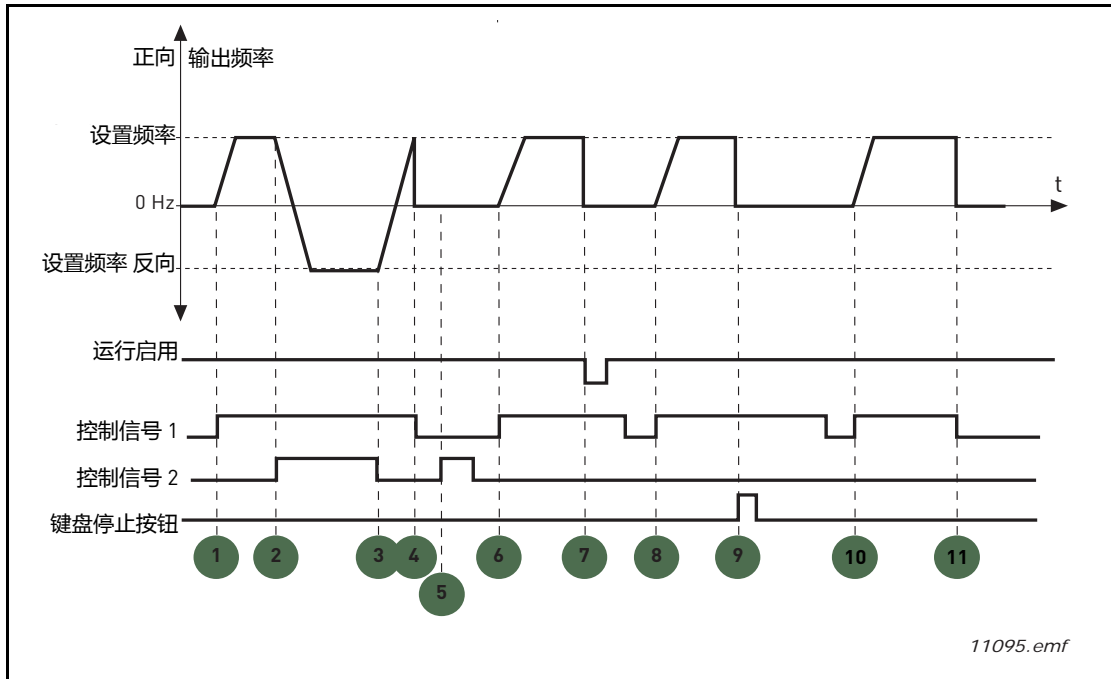 正向 输出频率
设置频率
0 Hz
t
设置频率 反向
运行启用
控制信号 1
控制信号 2
键盘停止按钮
1 2 3 4 6 7 8 9 10 11
5
11095.emf